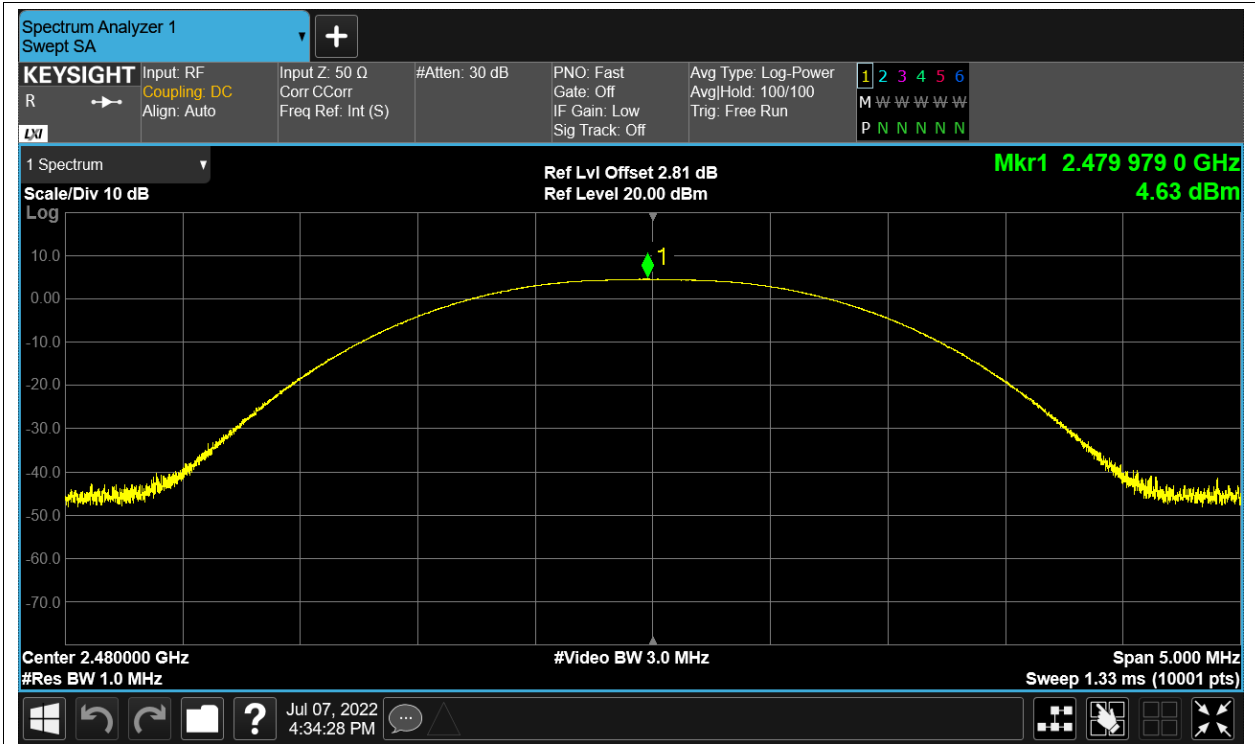 Spectrum Analyzer 1
Swept SA
KEYSIGHT
R
LXI
Input: RF
Coupling: DC
Align: Auto
Input Z: 50 Ω
Corr CCorr
Freq Ref: Int (S)
#Atten: 30 dB
PNO: Fast
Gate: Off
IF Gain: Low
Sig Track: Off
Avg Type: Log-Power
Avg|Hold: 100/100
Trig: Free Run
1 2 3 4 5 6
M W W W W W
P N N N N N
1 Spectrum
Scale/Div 10 dB
Log
Ref Lvl Offset 2.81 dB
Ref Level 20.00 dBm
Mkr1 2.479 979 0 GHz
4.63 dBm
1
10.0
0.00
-10.0
-20.0
-30.0
-40.0
-50.0
-60.0
-70.0
Center 2.480000 GHz
#Res BW 1.0 MHz
#Video BW 3.0 MHz
Span 5.000 MHz
Sweep 1.33 ms (10001 pts)
?
Jul 07, 2022
4:34:28 PM